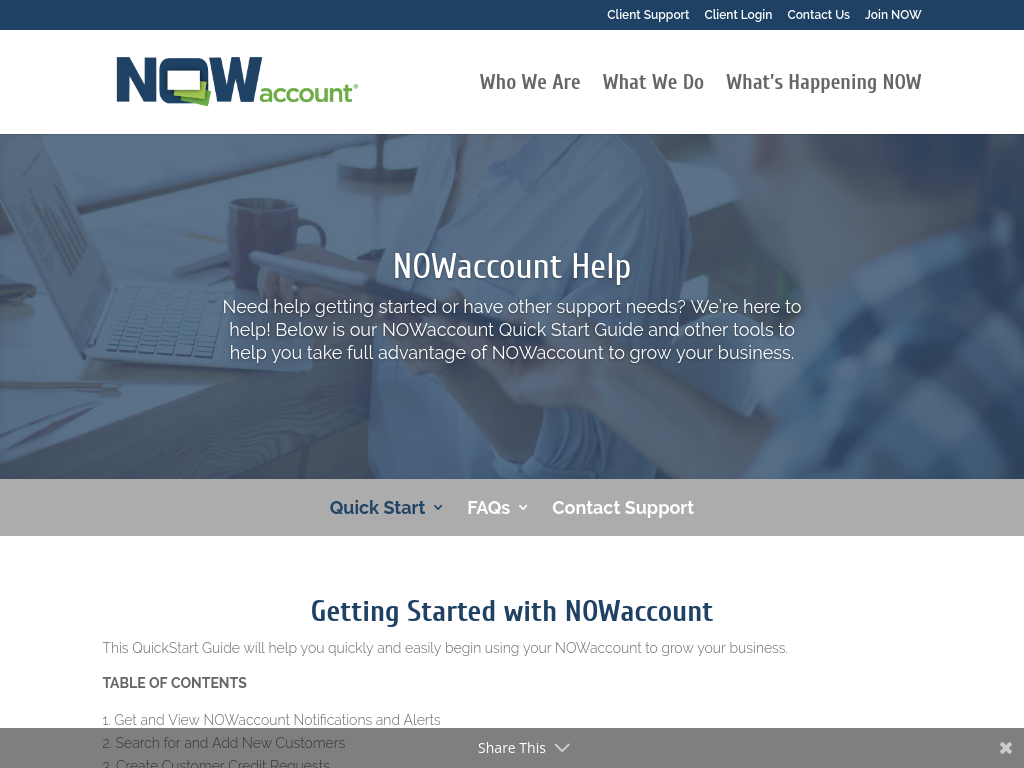 Client Support Client Login Contact Us Join NOW
NOWaccount®
Who We Are What We Do What's Happening NOW
NOWaccount Help
Need help getting started or have other support needs? We're here to
help! Below is our NOWaccount Quick Start Guide and other tools to
help you take full advantage of NOWaccount to grow your business.
Quick Start FAQs Contact Support
Getting Started with NOWaccount
This QuickStart Guide will help you quickly and easily begin using your NOWaccount to grow your business.
TABLE OF CONTENTS
1. Get and View NOWaccount Notifications and Alerts
2. Search for and Add New Customers
Share This
3. Create Customer Credit Requests